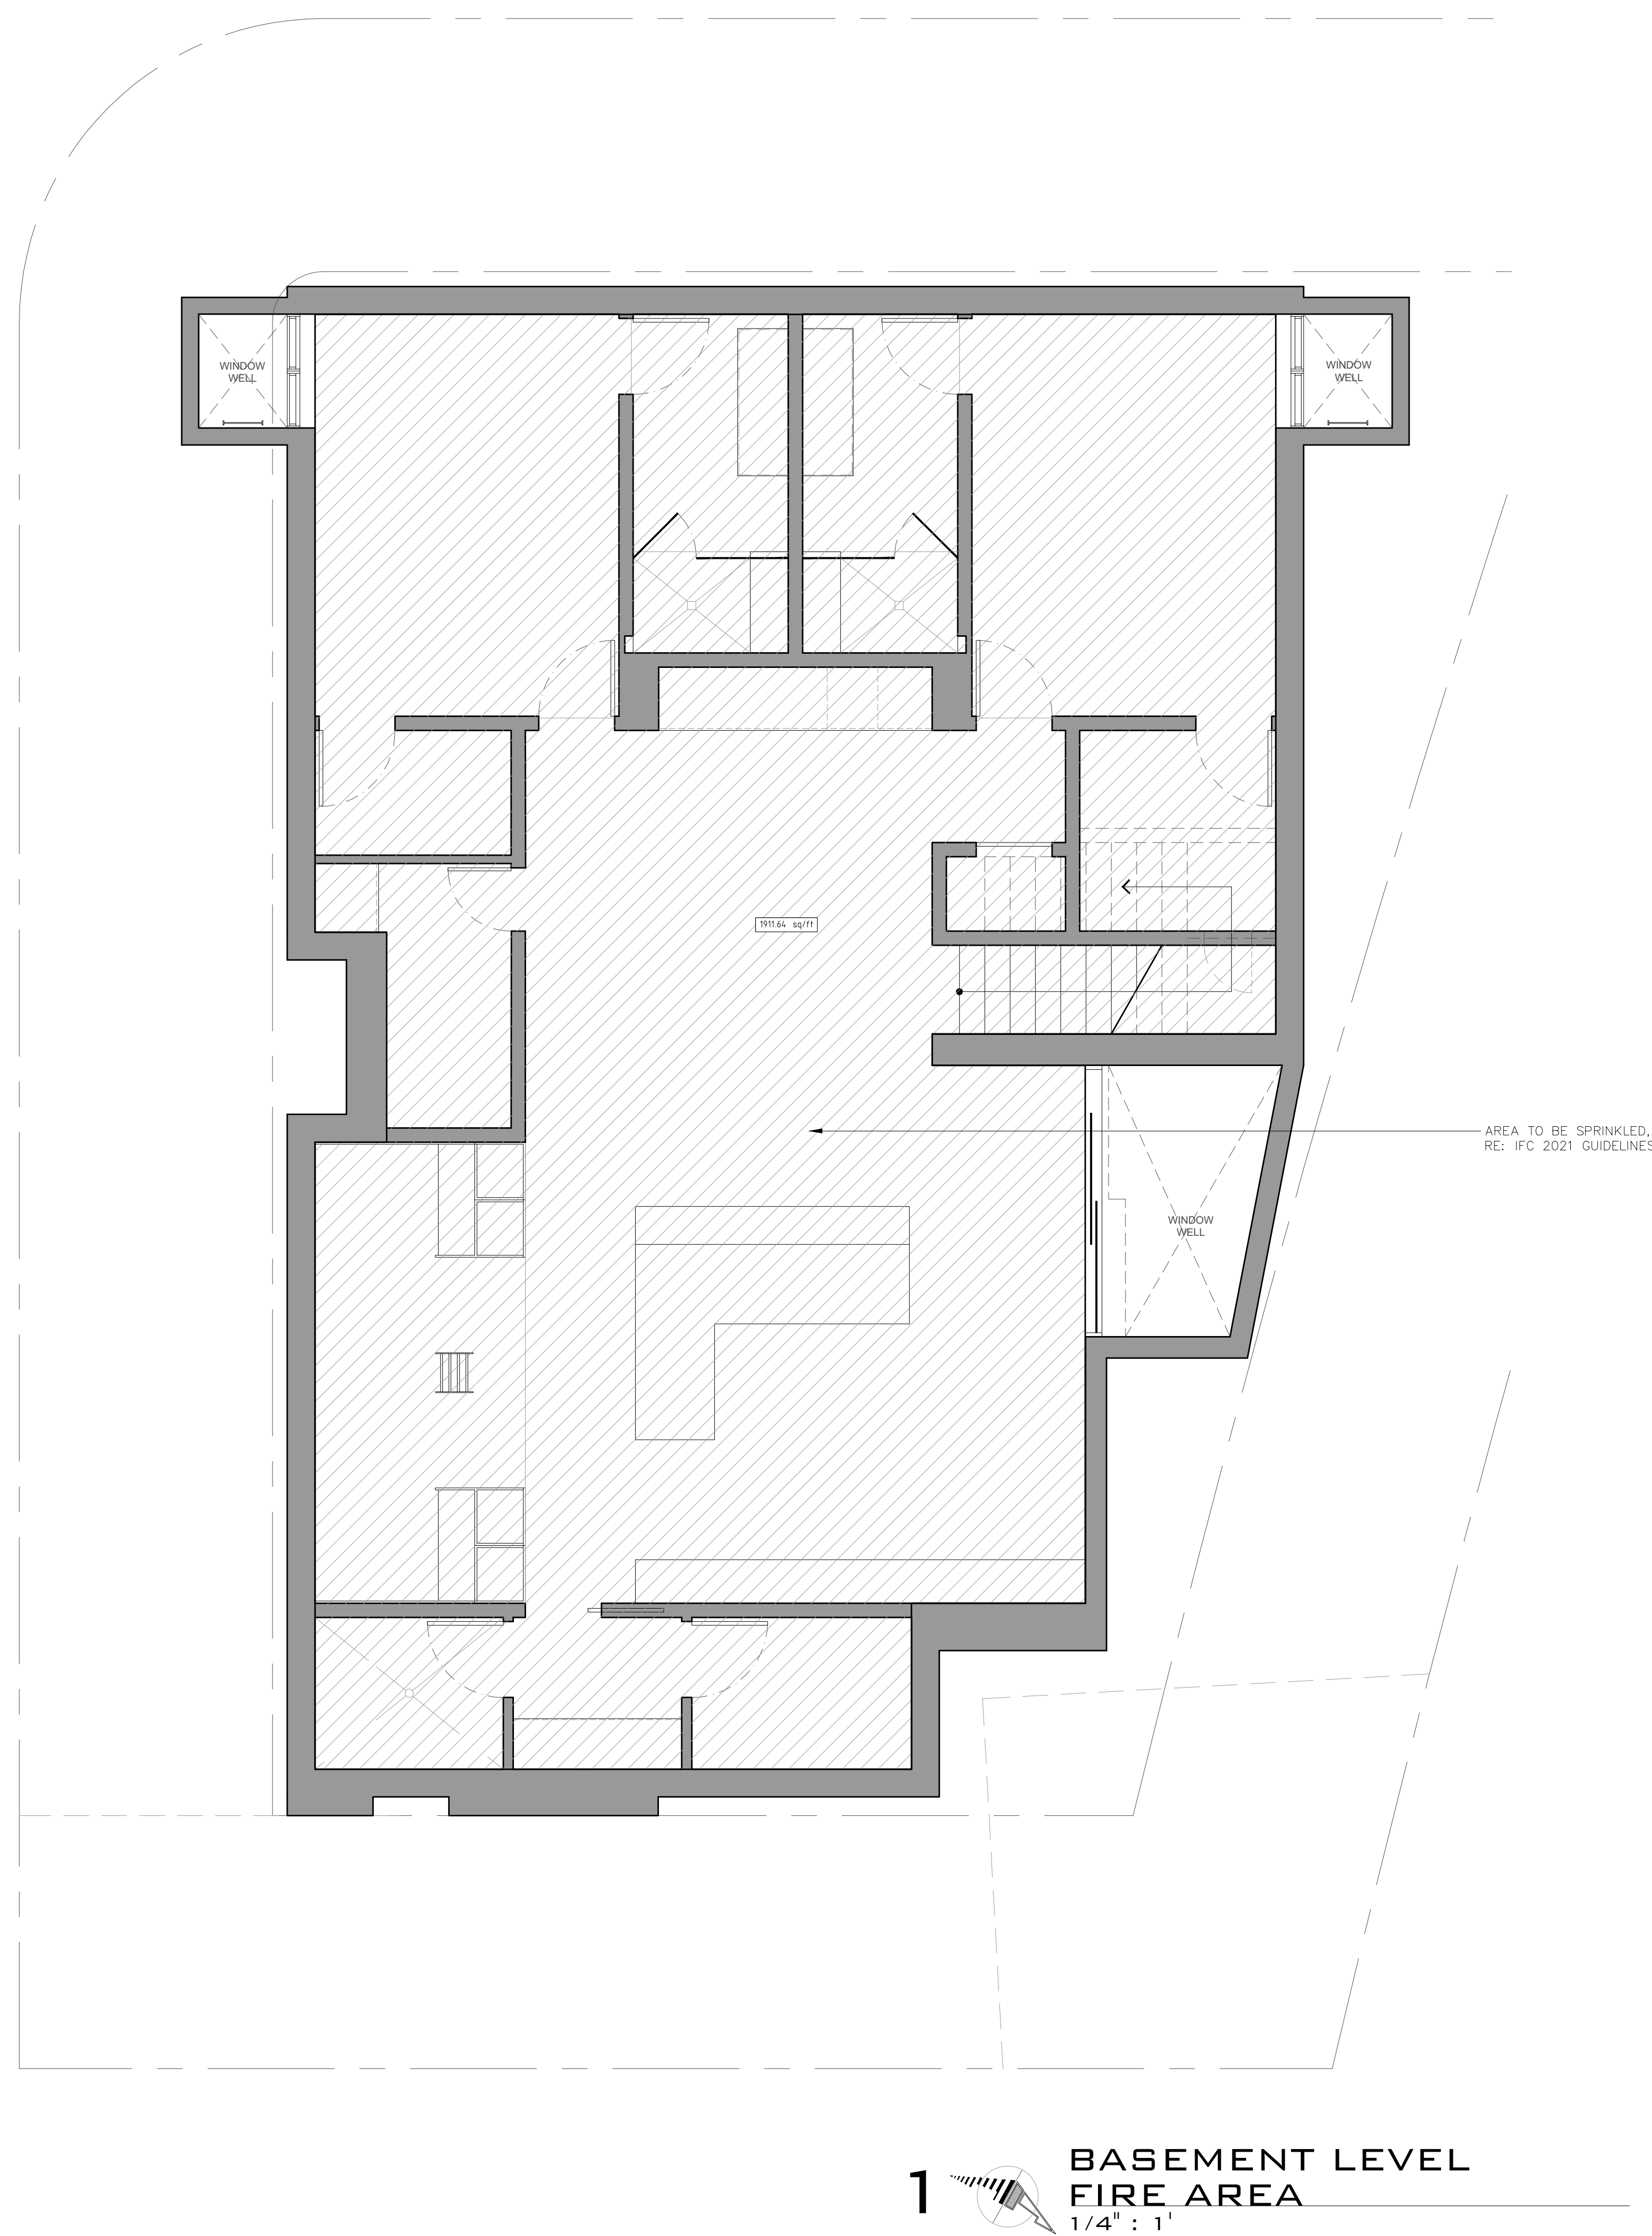 WINDOW
WELL
WINDOW
WELL
1911.64 sq/ft
AREA TO BE SPRINKLED,
RE: IFC 2021 GUIDELINES
WINDOW
WELL
1
BASEMENT LEVEL
FIRE AREA
1/4" : 1'